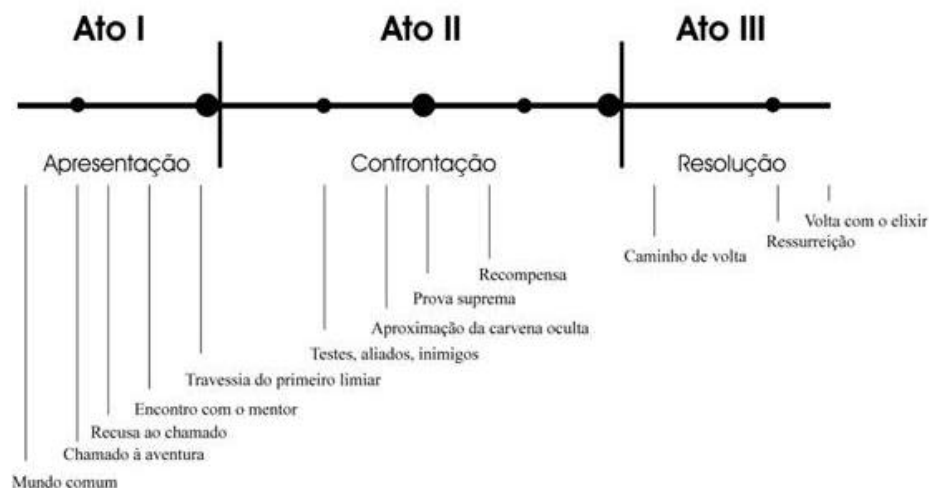 Ato I
Ato II
Ato III
Apresentação
Confrontação
Resolução
Volta com o elixir
Ressurreição
Caminho de volta
Recompensa
Prova suprema
Aproximação da carvena oculta
Testes, aliados, inimigos
Travessia do primeiro limiar
Encontro com o mentor
Recusa ao chamado
Chamado à aventura
Mundo comum